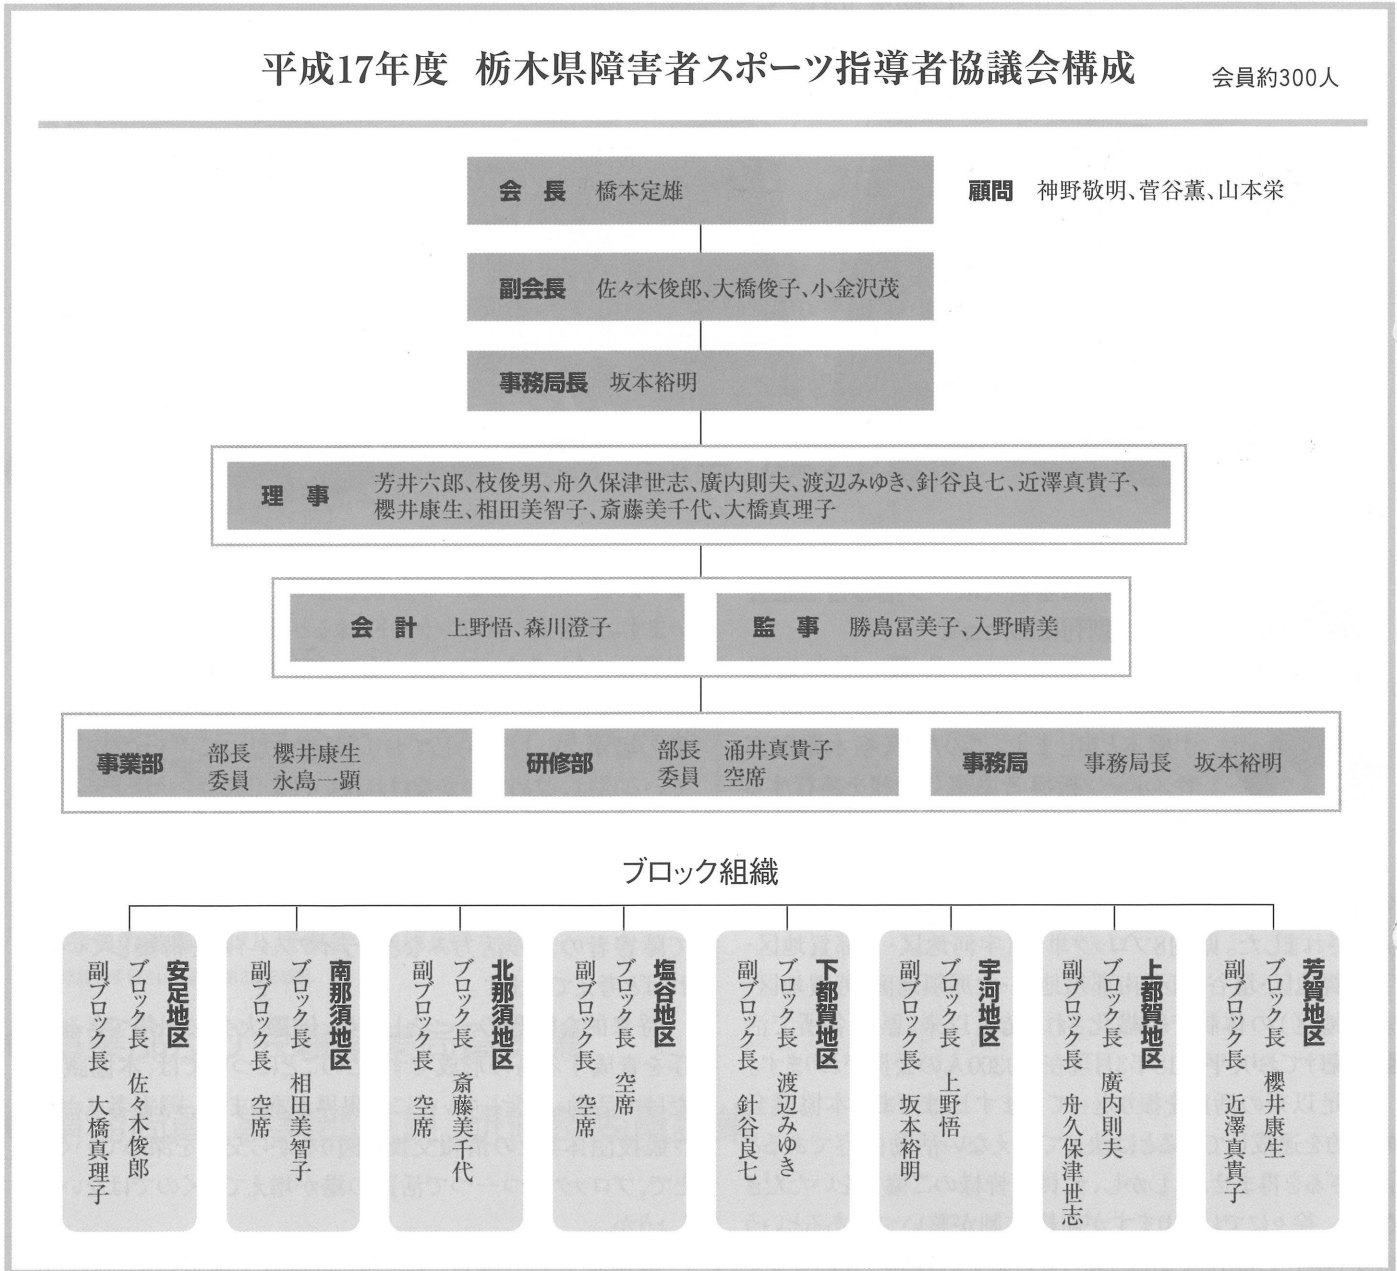 平成17年度 栃木県障害者スポーツ指導者協議会構成
会員約300人
会 長 橋本定雄
顧問 神野敬明、菅谷薫、山本栄
副会長 佐々木俊郎、大橋俊子、小金沢茂
事務局長 坂本裕明
理 事 芳井六郎、枝俊男、舟久保津世志、廣内則夫、渡辺みゆき、針谷良七、近澤真貴子、
櫻井康生、相田美智子、斎藤美千代、大橋真理子
会 計 上野悟、森川澄子
監 事 勝島冨美子、入野晴美
事業部
部長 櫻井康生
委員 永島一顕
研修部
部長 涌井真貴子
委員 空席
事務局 事務局長 坂本裕明
ブロック組織
安足地区
ブロック長 佐々木俊郎
副ブロック長 大橋真理子
南那須地区
ブロック長 相田美智子
副ブロック長 空席
北那須地区
ブロック長 斎藤美千代
副ブロック長 空席
塩谷地区
ブロック長 空席
副ブロック長 空席
下都賀地区
ブロック長 渡辺みゆき
副ブロック長 針谷良七
宇河地区
ブロック長 上野悟
副ブロック長 坂本裕明
上都賀地区
ブロック長 廣内則夫
副ブロック長 舟久保津世志
芳賀地区
ブロック長 櫻井康生
副ブロック長 近澤真貴子